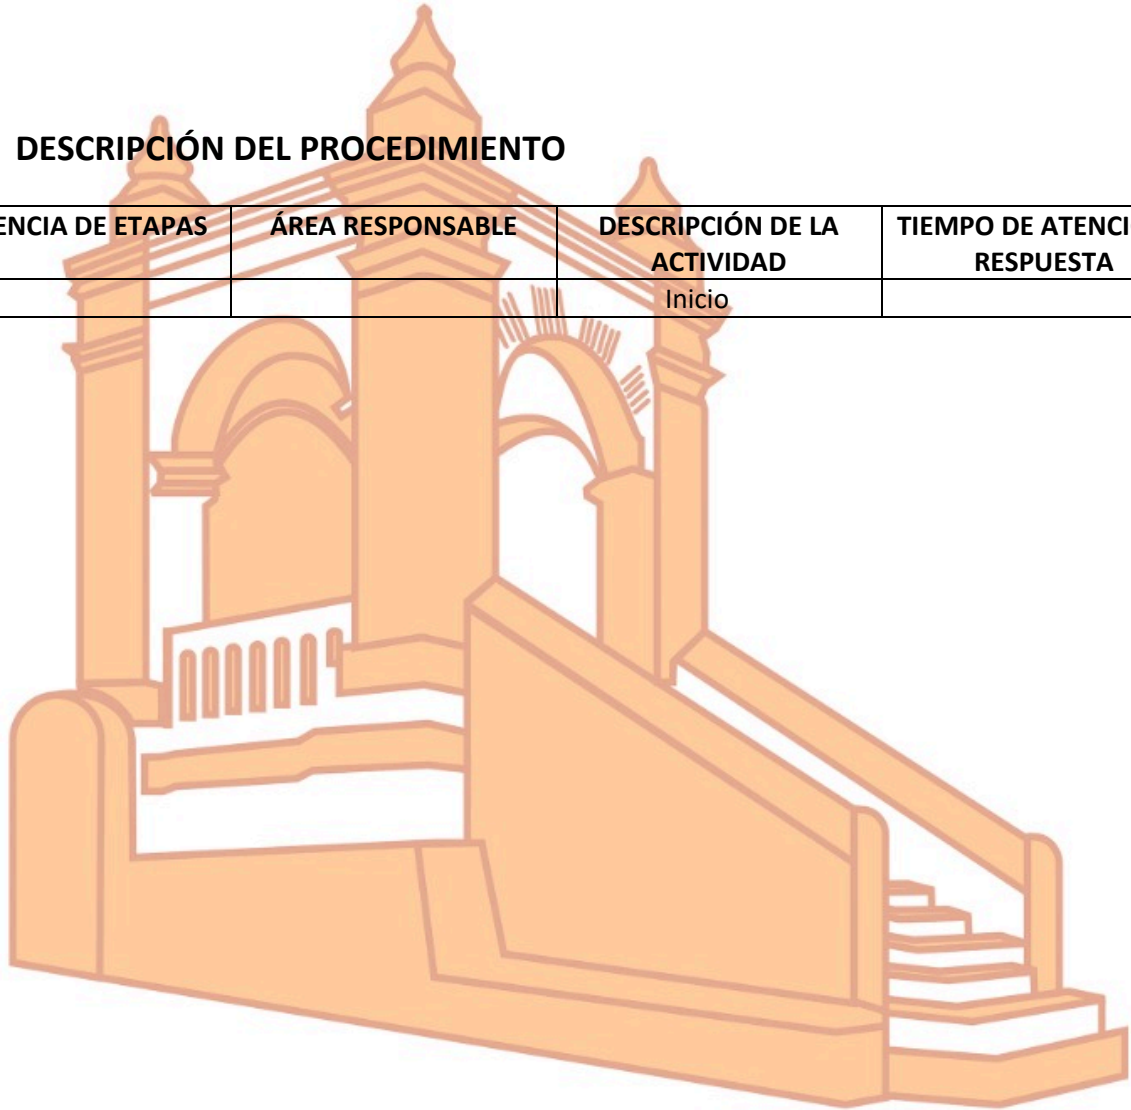 DESCRIPCIÓN DEL PROCEDIMIENTO
ENCIA DE ETAPAS ÁREA RESPONSABLE DESCRIPCIÓN DE LA TIEMPO DE ATENCI
ACTIVIDAD RESPUESTA
Inicio